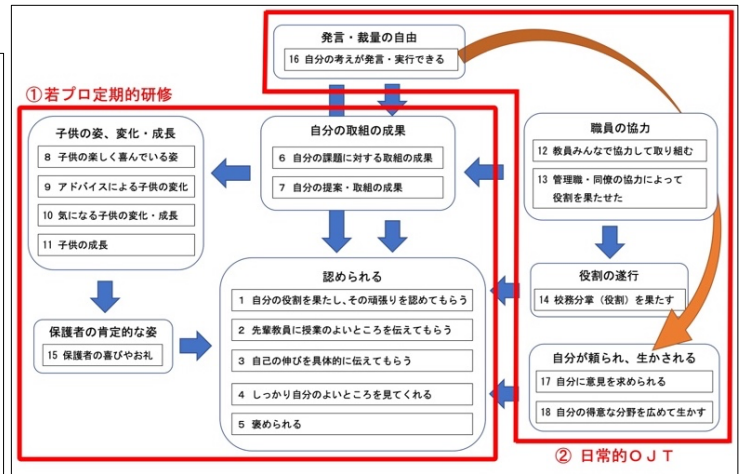 発言・裁量の自由
16 自分の考えが発言・実行できる
①若プロ定期的研修
子供の姿、変化・成長
8 子供の楽しく喜んでいる姿
9 アドバイスによる子供の変化
10 気になる子供の変化・成長
11 子供の成長
自分の取組の成果
6 自分の課題に対する取組の成果
7 自分の提案・取組の成果
職員の協力
12 教員みんなで協力して取り組む
13 管理職・同僚の協力によって
役割を果たせた
認められる
1 自分の役割を果たし、その頑張りを認めてもらう
2 先輩教員に授業のよいところを伝えてもらう
3 自己の伸びを具体的に伝えてもらう
4 しっかり自分のよいところを見てくれる
5 褒められる
役割の遂行
14 校務分掌（役割）を果たす
保護者の肯定的な姿
15 保護者の喜びやお礼
自分が頼られ、生かされる
17 自分に意見を求められる
18 自分の得意な分野を広めて生かす
② 日常的ＯＪＴ